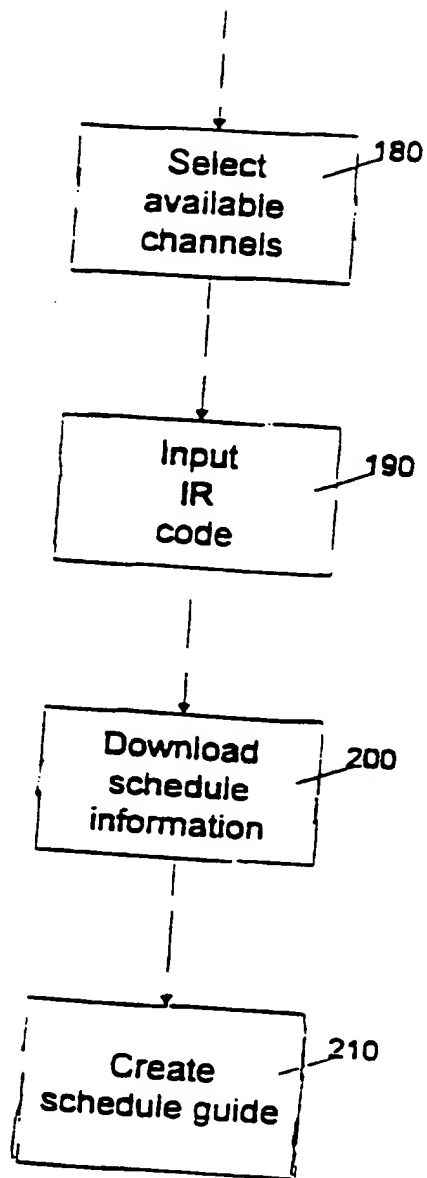 Select
available
channels
180
Input
IR
code
190
Download
schedule
information
200
Create
schedule guide
210